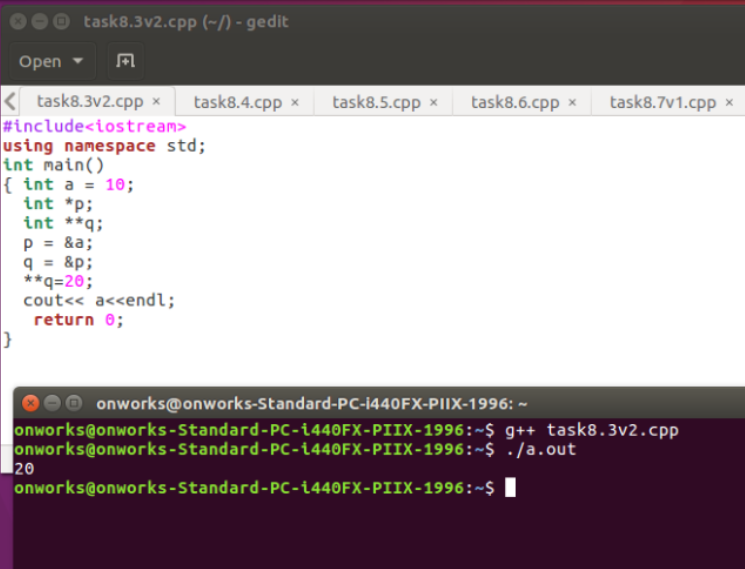 task8.3v2.cpp (~/) - gedit
Open
task8.3v2.cpp × task8.4.cpp × task8.5.cpp × task8.6.cpp × task8.7v1.cpp ×
#include<iostream>
using namespace std;
int main()
{ int a = 10;
  int *p;
  int **q;
  p = &a;
  q = &p;
  **q=20;
  cout<< a<<endl;
   return 0;
}
onworks@onworks-Standard-PC-i440FX-PIIX-1996: ~
onworks@onworks-Standard-PC-i440FX-PIIX-1996:~$ g++ task8.3v2.cpp
onworks@onworks-Standard-PC-i440FX-PIIX-1996:~$ ./a.out
20
onworks@onworks-Standard-PC-i440FX-PIIX-1996:~$